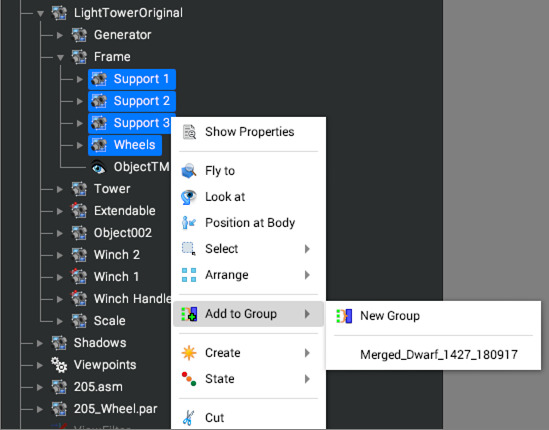 LightTowerOriginal
Generator
Frame
Support 1
Support 2
Support 3
Wheels
ObjectTM
Tower
Extendable
Object002
Winch 2
Winch 1
Winch Handle
Scale
Shadows
Viewpoints
205.asm
205_Wheel.par
ViewFilter
Show Properties
Fly to
Look at
Position at Body
Select
Arrange
Add to Group
Create
State
Cut
New Group
Merged_Dwarf_1427_180917